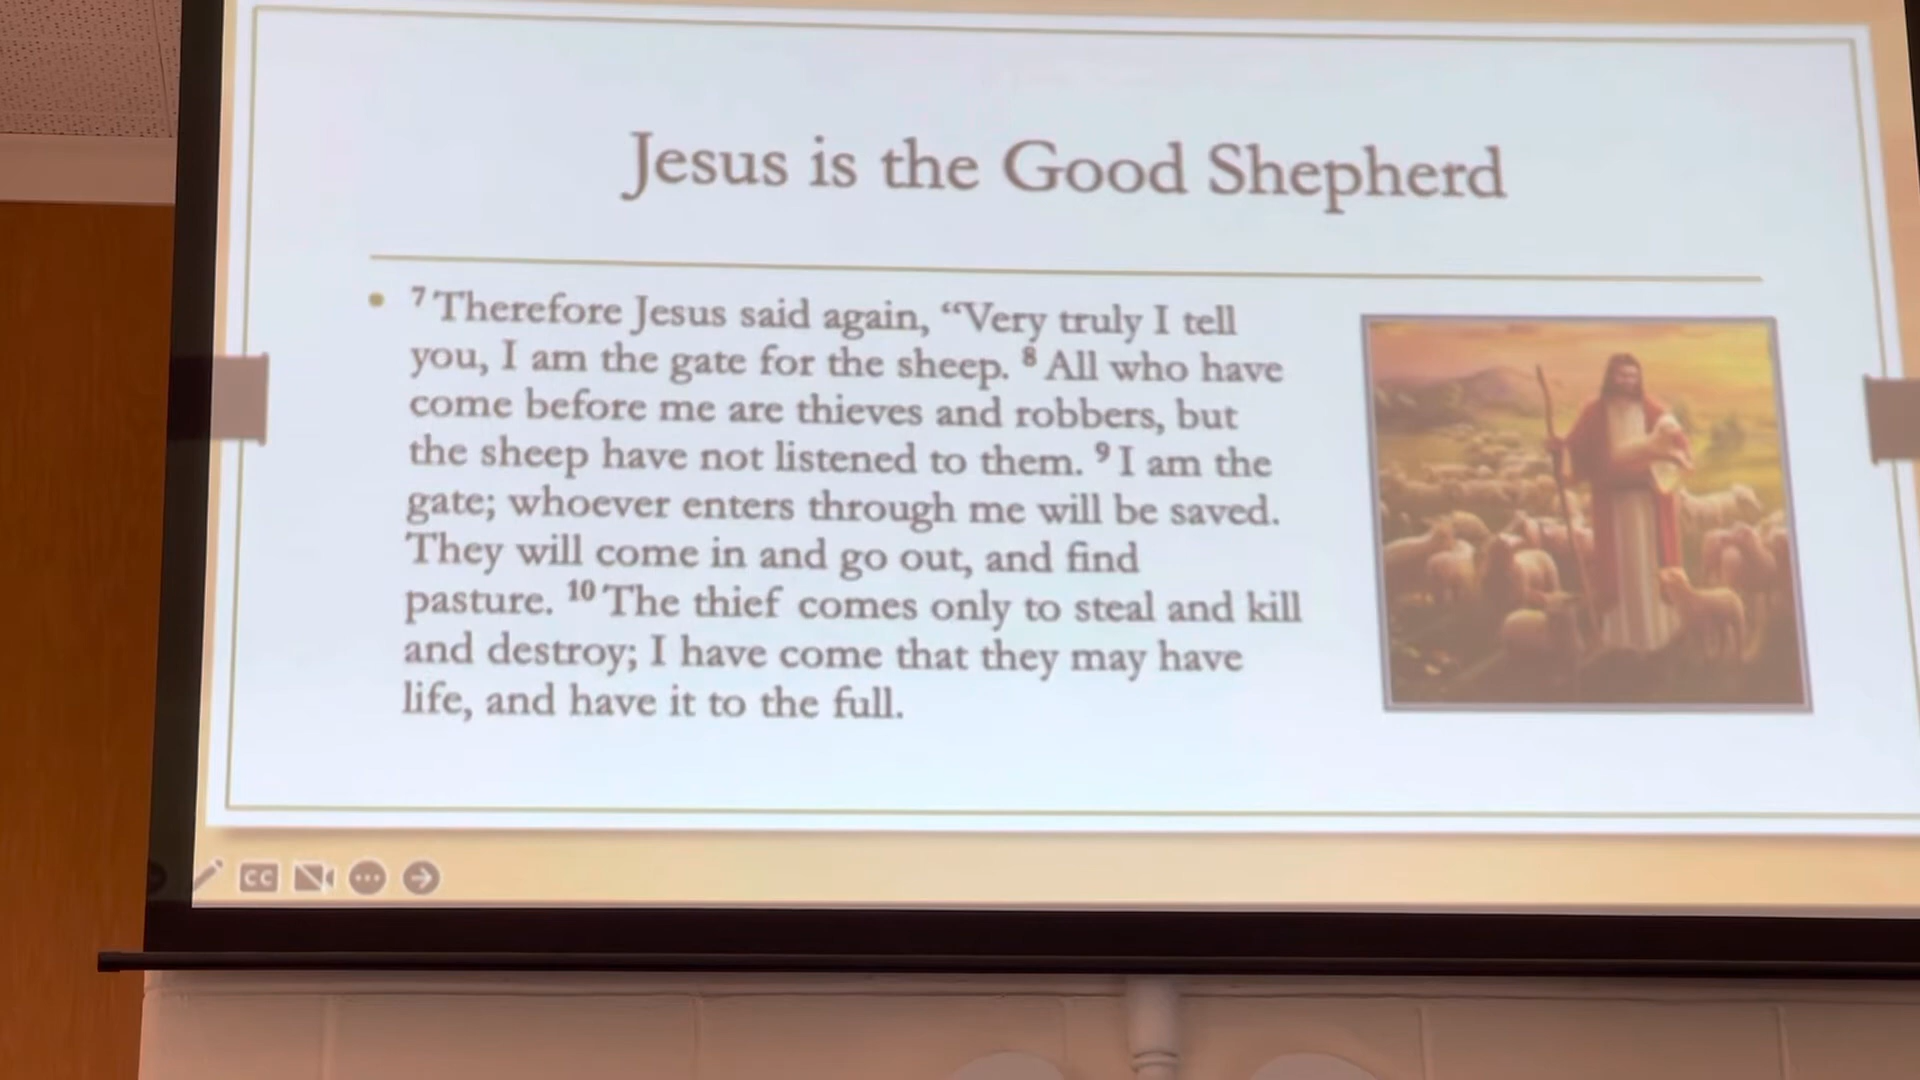 Jesus is the Good Shepherd
• ⁷ Therefore Jesus said again, “Very truly I tell
you, I am the gate for the sheep. ⁸ All who have
come before me are thieves and robbers, but
the sheep have not listened to them. ⁹ I am the
gate; whoever enters through me will be saved.
They will come in and go out, and find
pasture. ¹⁰ The thief comes only to steal and kill
and destroy; I have come that they may have
life, and have it to the full.
CC